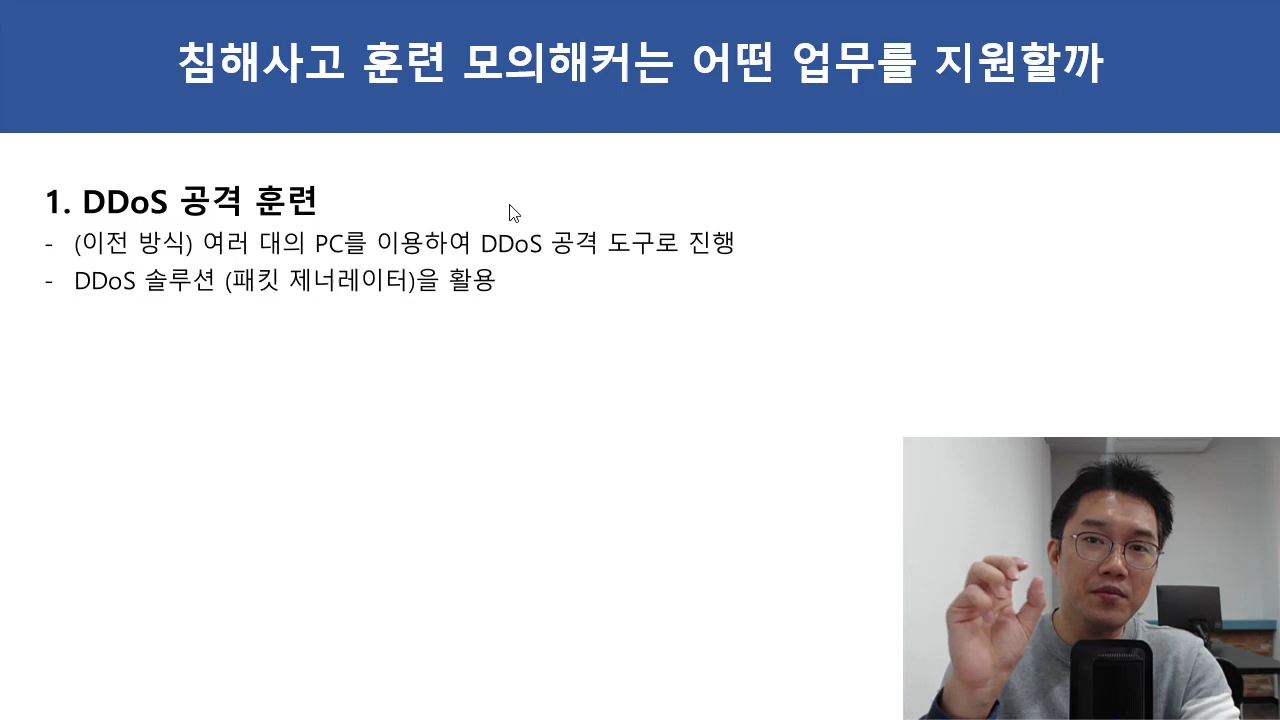 침해사고 훈련 모의해커는 어떤 업무를 지원할까
1. DDoS 공격 훈련
- (이전 방식) 여러 대의 PC를 이용하여 DDoS 공격 도구로 진행
- DDoS 솔루션 (패킷 제너레이터)을 활용